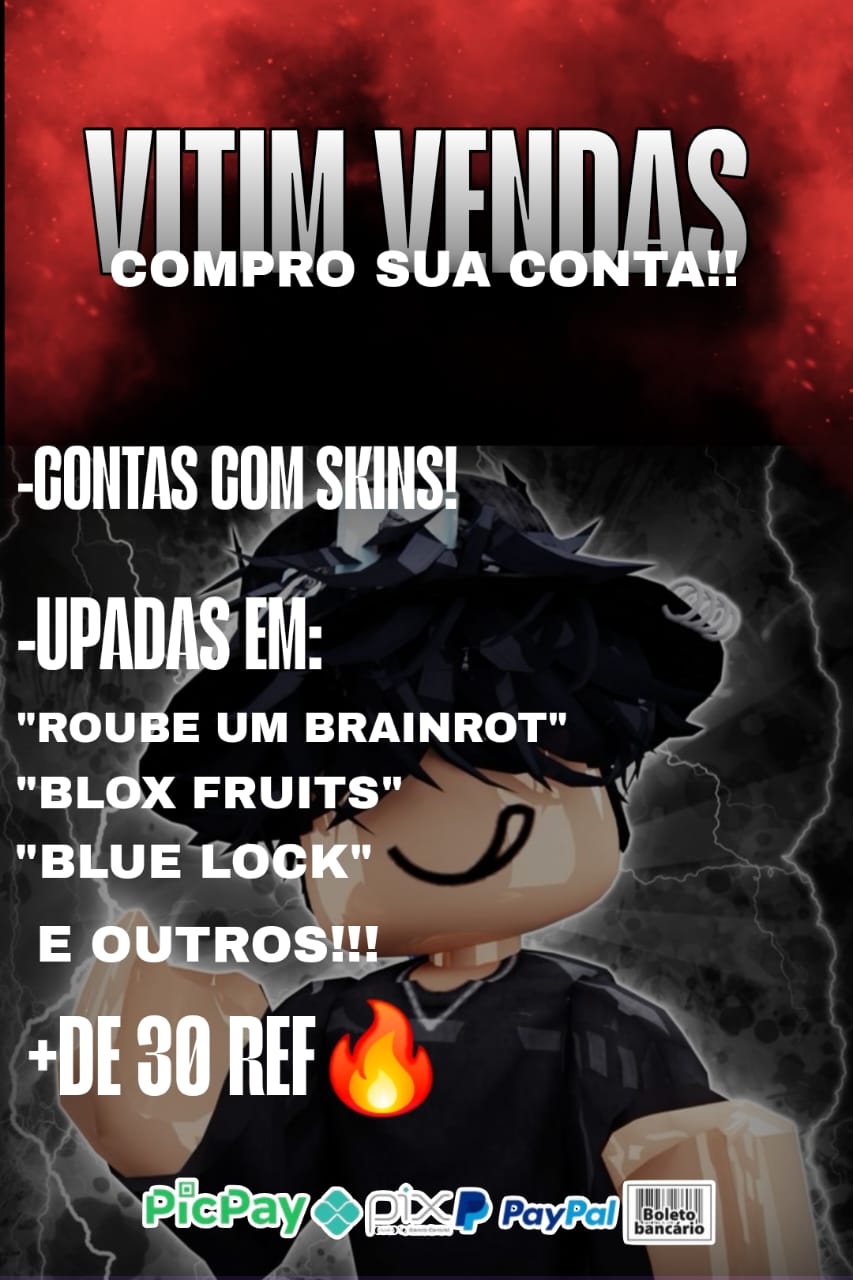 VITIM VENDAS
COMPRO SUA CONTA!!
-CONTAS COM SKINS!
-UPADAS EM:
"ROUBE UM BRAINROT"
"BLOX FRUITS"
"BLUE LOCK"
E OUTROS!!!
+DE 30 REF🔥
PicPay pix PayPal Boleto bancário